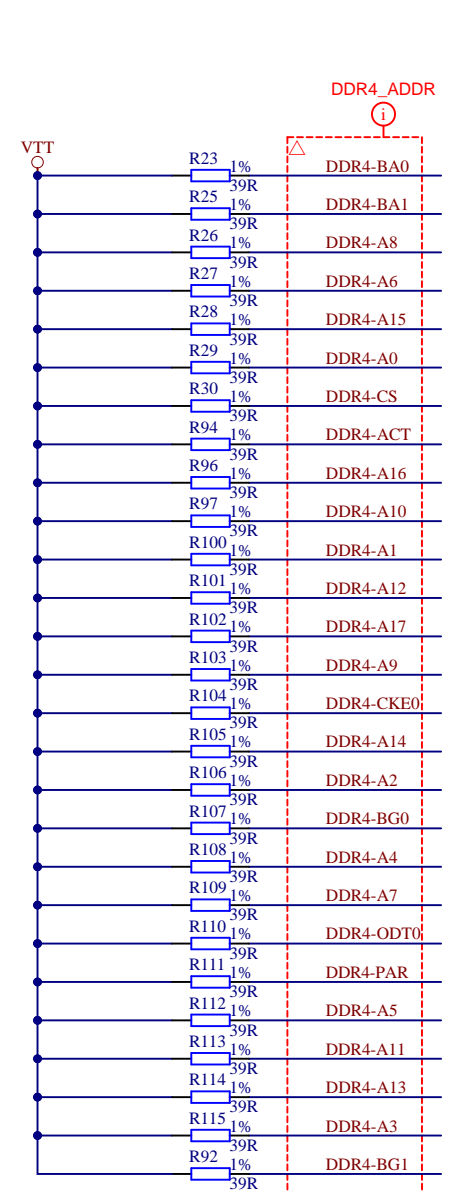 DDR4_ADDR
i
VTT
R23 1% 39R DDR4-BA0
R25 1% 39R DDR4-BA1
R26 1% 39R DDR4-A8
R27 1% 39R DDR4-A6
R28 1% 39R DDR4-A15
R29 1% 39R DDR4-A0
R30 1% 39R DDR4-CS
R94 1% 39R DDR4-ACT
R96 1% 39R DDR4-A16
R97 1% 39R DDR4-A10
R100 1% 39R DDR4-A1
R101 1% 39R DDR4-A12
R102 1% 39R DDR4-A17
R103 1% 39R DDR4-A9
R104 1% 39R DDR4-CKE0
R105 1% 39R DDR4-A14
R106 1% 39R DDR4-A2
R107 1% 39R DDR4-BG0
R108 1% 39R DDR4-A4
R109 1% 39R DDR4-A7
R110 1% 39R DDR4-ODT0
R111 1% 39R DDR4-PAR
R112 1% 39R DDR4-A5
R113 1% 39R DDR4-A11
R114 1% 39R DDR4-A13
R115 1% 39R DDR4-A3
R92 1% 39R DDR4-BG1